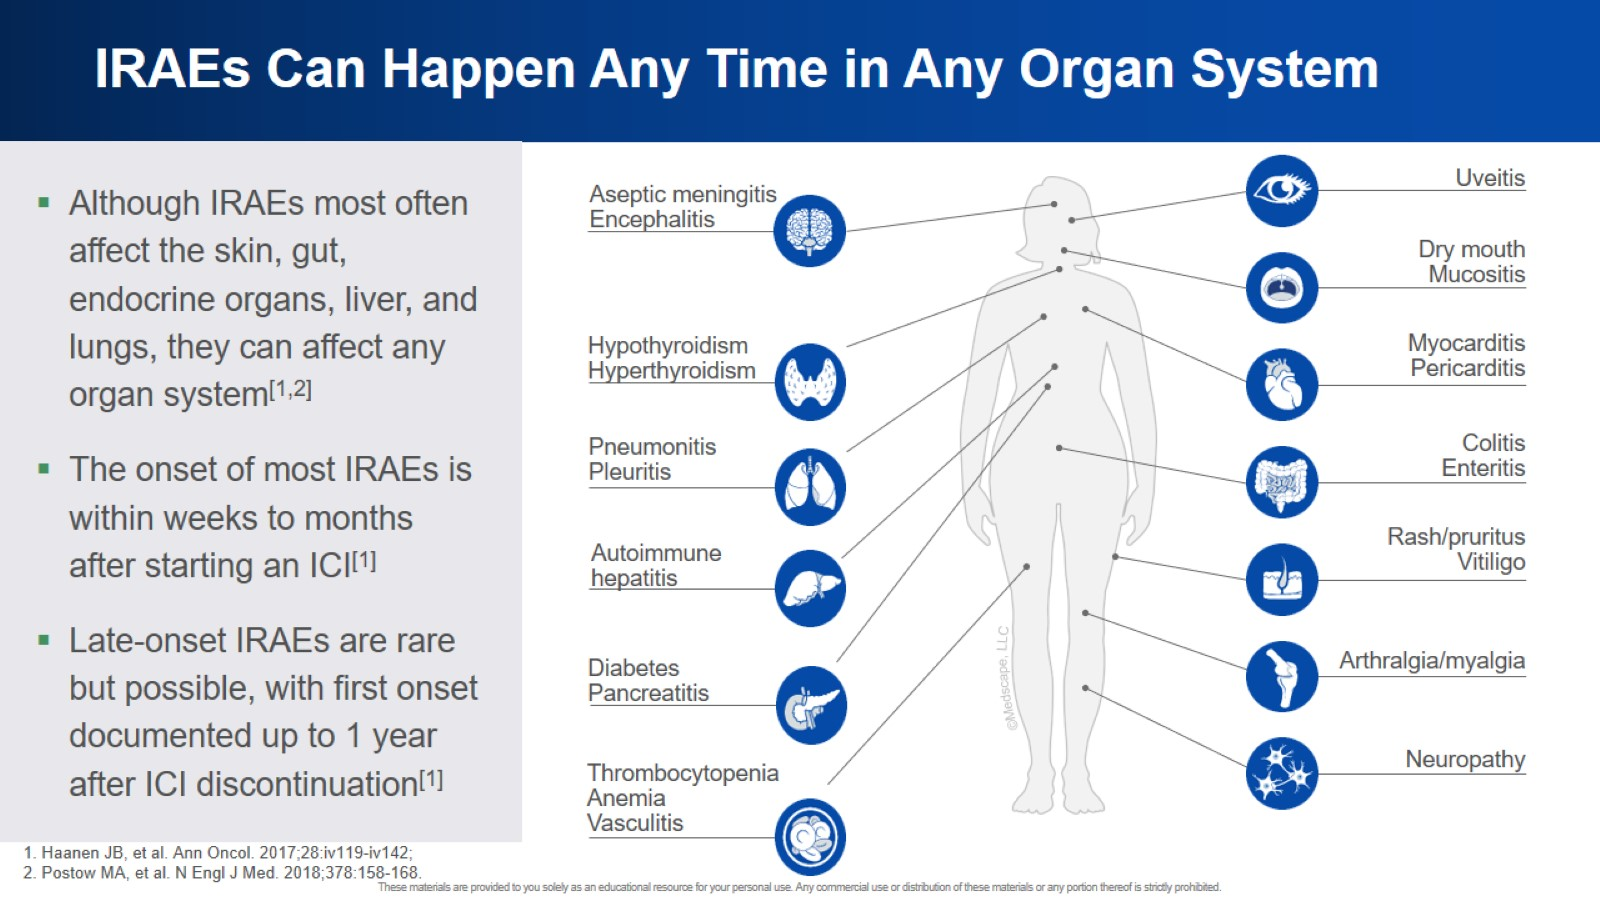 IRAEs Can Happen Any Time in Any Organ System
▪ Although IRAEs most often
affect the skin, gut,
endocrine organs, liver, and
lungs, they can affect any
organ system[1,2]
▪ The onset of most IRAEs is
within weeks to months
after starting an ICI[1]
▪ Late-onset IRAEs are rare
but possible, with first onset
documented up to 1 year
after ICI discontinuation[1]
Aseptic meningitis
Encephalitis
Hypothyroidism
Hyperthyroidism
Pneumonitis
Pleuritis
Autoimmune
hepatitis
Diabetes
Pancreatitis
Thrombocytopenia
Anemia
Vasculitis
Uveitis
Dry mouth
Mucositis
Myocarditis
Pericarditis
Colitis
Enteritis
Rash/pruritus
Vitiligo
Arthralgia/myalgia
Neuropathy
©Medscape, LLC
1. Haanen JB, et al. Ann Oncol. 2017;28:iv119-iv142;
2. Postow MA, et al. N Engl J Med. 2018;378:158-168.
These materials are provided to you solely as an educational resource for your personal use. Any commercial use or distribution of these materials or any portion thereof is strictly prohibited.